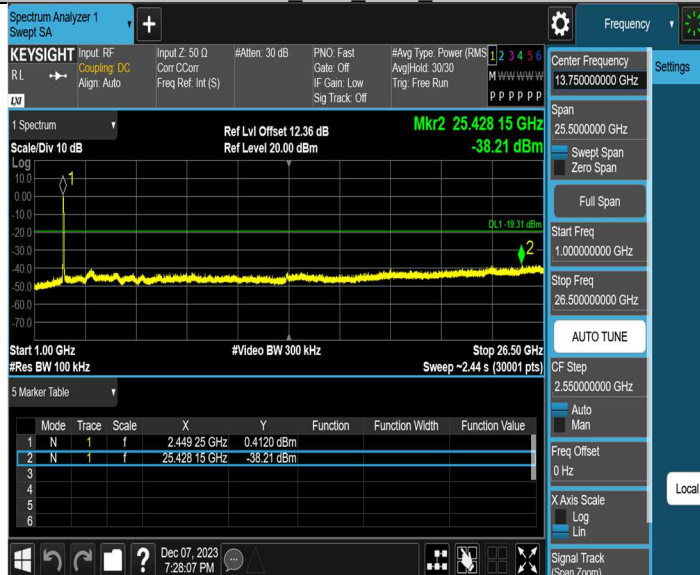 Spectrum Analyzer 1
Swept SA
+
Frequency
KEYSIGHT
RL
LXI
Input: RF
Coupling: DC
Align: Auto
Input Z: 50 Ω
Corr CCorr
Freq Ref: Int (S)
#Atten: 30 dB
PNO: Fast
Gate: Off
IF Gain: Low
Sig Track: Off
#Avg Type: Power (RMS
Avg|Hold: 30/30
Trig: Free Run
1 2 3 4 5 6
M W W W W W
P P P P P P
1 Spectrum
Scale/Div 10 dB
Ref Lvl Offset 12.36 dB
Ref Level 20.00 dBm
Mkr2 25.428 15 GHz
-38.21 dBm
Log
10.0
0.00
-10.0
-20.0
-30.0
-40.0
-50.0
-60.0
-70.0
1
DL1 -19.31 dBm
2
Start 1.00 GHz
#Res BW 100 kHz
#Video BW 300 kHz
Stop 26.50 GHz
Sweep ~2.44 s (30001 pts)
5 Marker Table
Mode Trace Scale X Y Function Function Width Function Value
1 N 1 f 2.449 25 GHz 0.4120 dBm
2 N 1 f 25.428 15 GHz -38.21 dBm
3
4
5
6
?
Dec 07, 2023
7:28:07 PM
Center Frequency
13.750000000 GHz
Settings
Span
25.5000000 GHz
Swept Span
Zero Span
Full Span
Start Freq
1.000000000 GHz
Stop Freq
26.500000000 GHz
AUTO TUNE
CF Step
2.550000000 GHz
Auto
Man
Freq Offset
0 Hz
X Axis Scale
Log
Lin
Local
Signal Track
(Span Zoom)